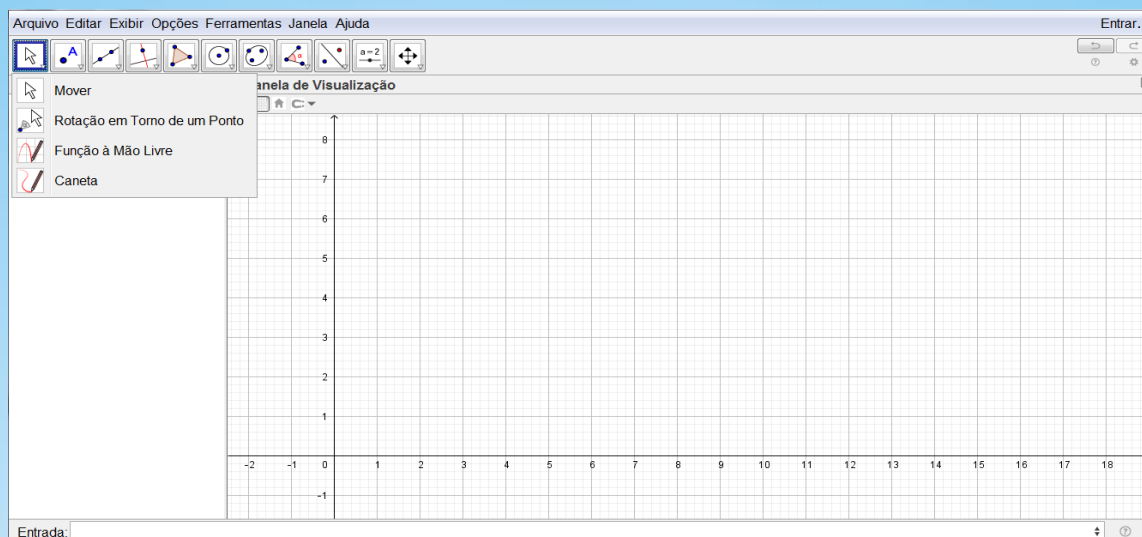 Arquivo Editar Exibir Opções Ferramentas Janela Ajuda Entrar.
A α a=2
Mover
anela de Visualização
Rotação em Torno de um Ponto
Função à Mão Livre
Caneta
8
7
6
5
4
3
2
1
-2 -1 0 1 2 3 4 5 6 7 8 9 10 11 12 13 14 15 16 17 18
-1
Entrada: